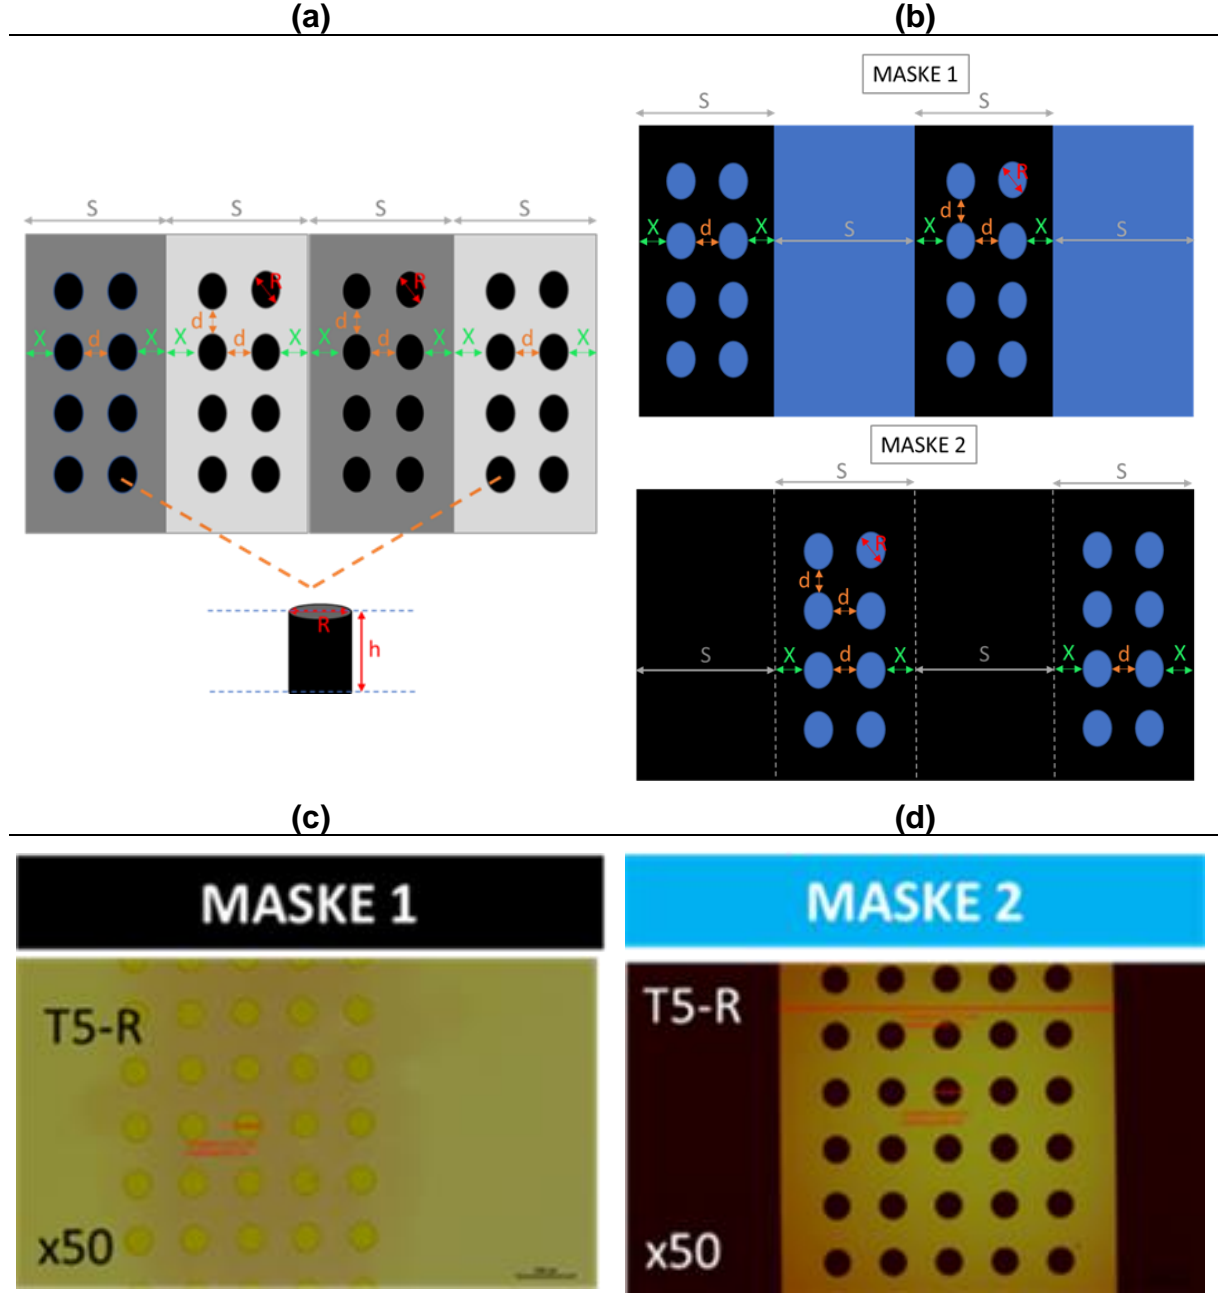 (a)
S S S S
R R
d d
X d X X d X X d X X d X
R
h
(b)
MASKE 1
S S
R
d
X d X S X d X S
MASKE 2
S S
R
d d
S X d X S X d X
(c)
MASKE 1
T5-R
x50
(d)
MASKE 2
T5-R
x50